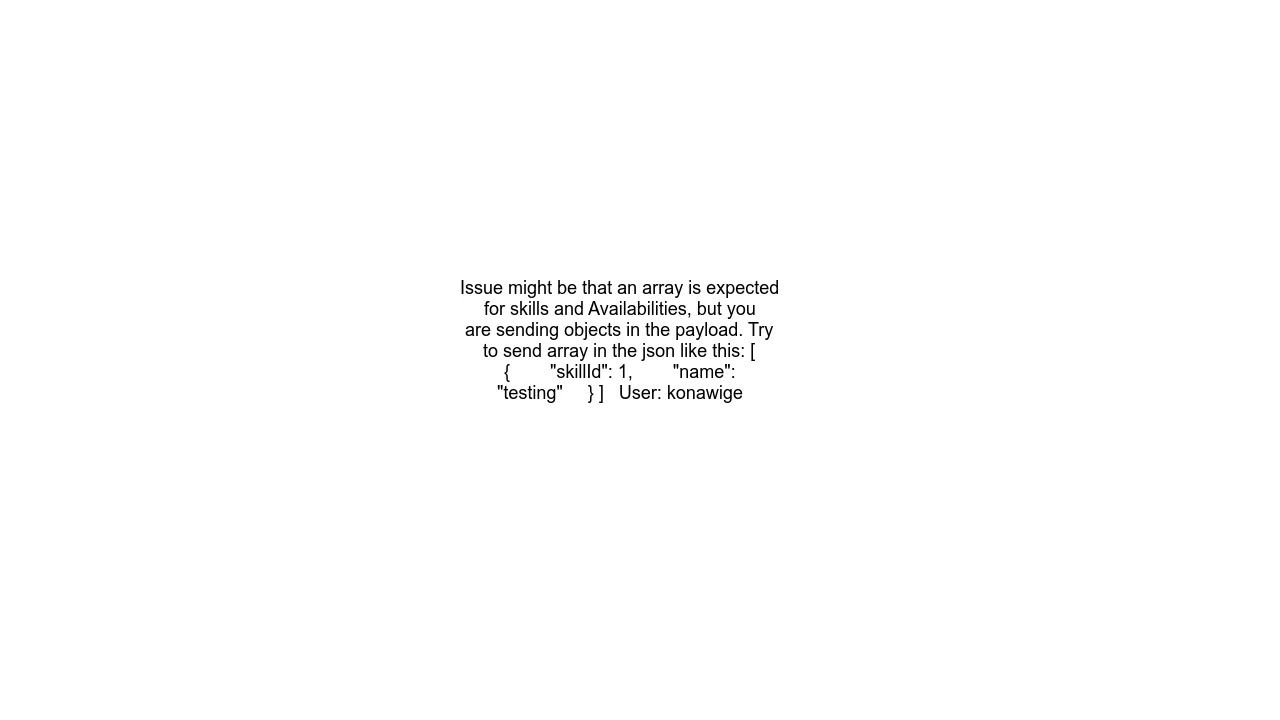 Issue might be that an array is expected
for skills and Availabilities, but you
are sending objects in the payload. Try
to send array in the json like this: [
{        "skillId": 1,        "name":
"testing"     } ]   User: konawige